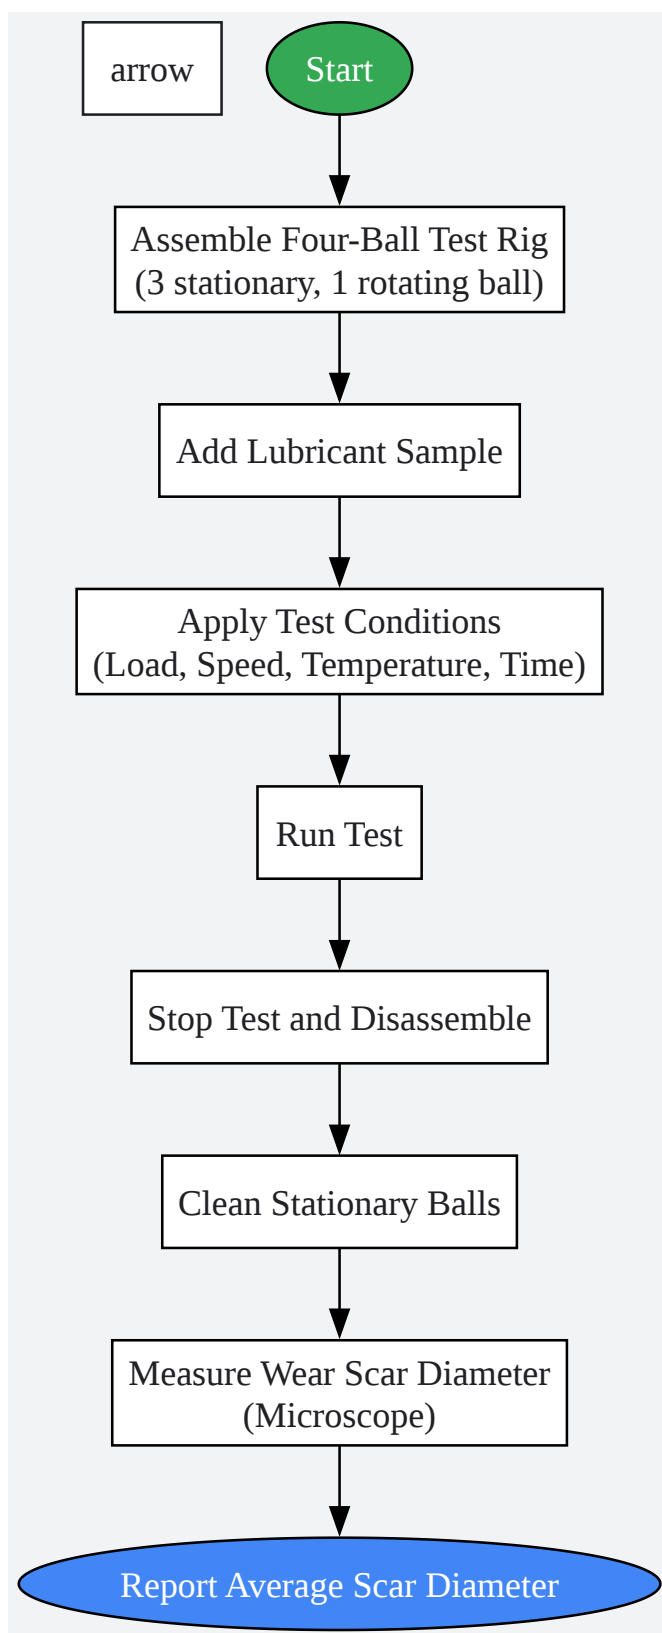 arrow
Start
Assemble Four-Ball Test Rig
(3 stationary, 1 rotating ball)
Add Lubricant Sample
Apply Test Conditions
(Load, Speed, Temperature, Time)
Run Test
Stop Test and Disassemble
Clean Stationary Balls
Measure Wear Scar Diameter
(Microscope)
Report Average Scar Diameter